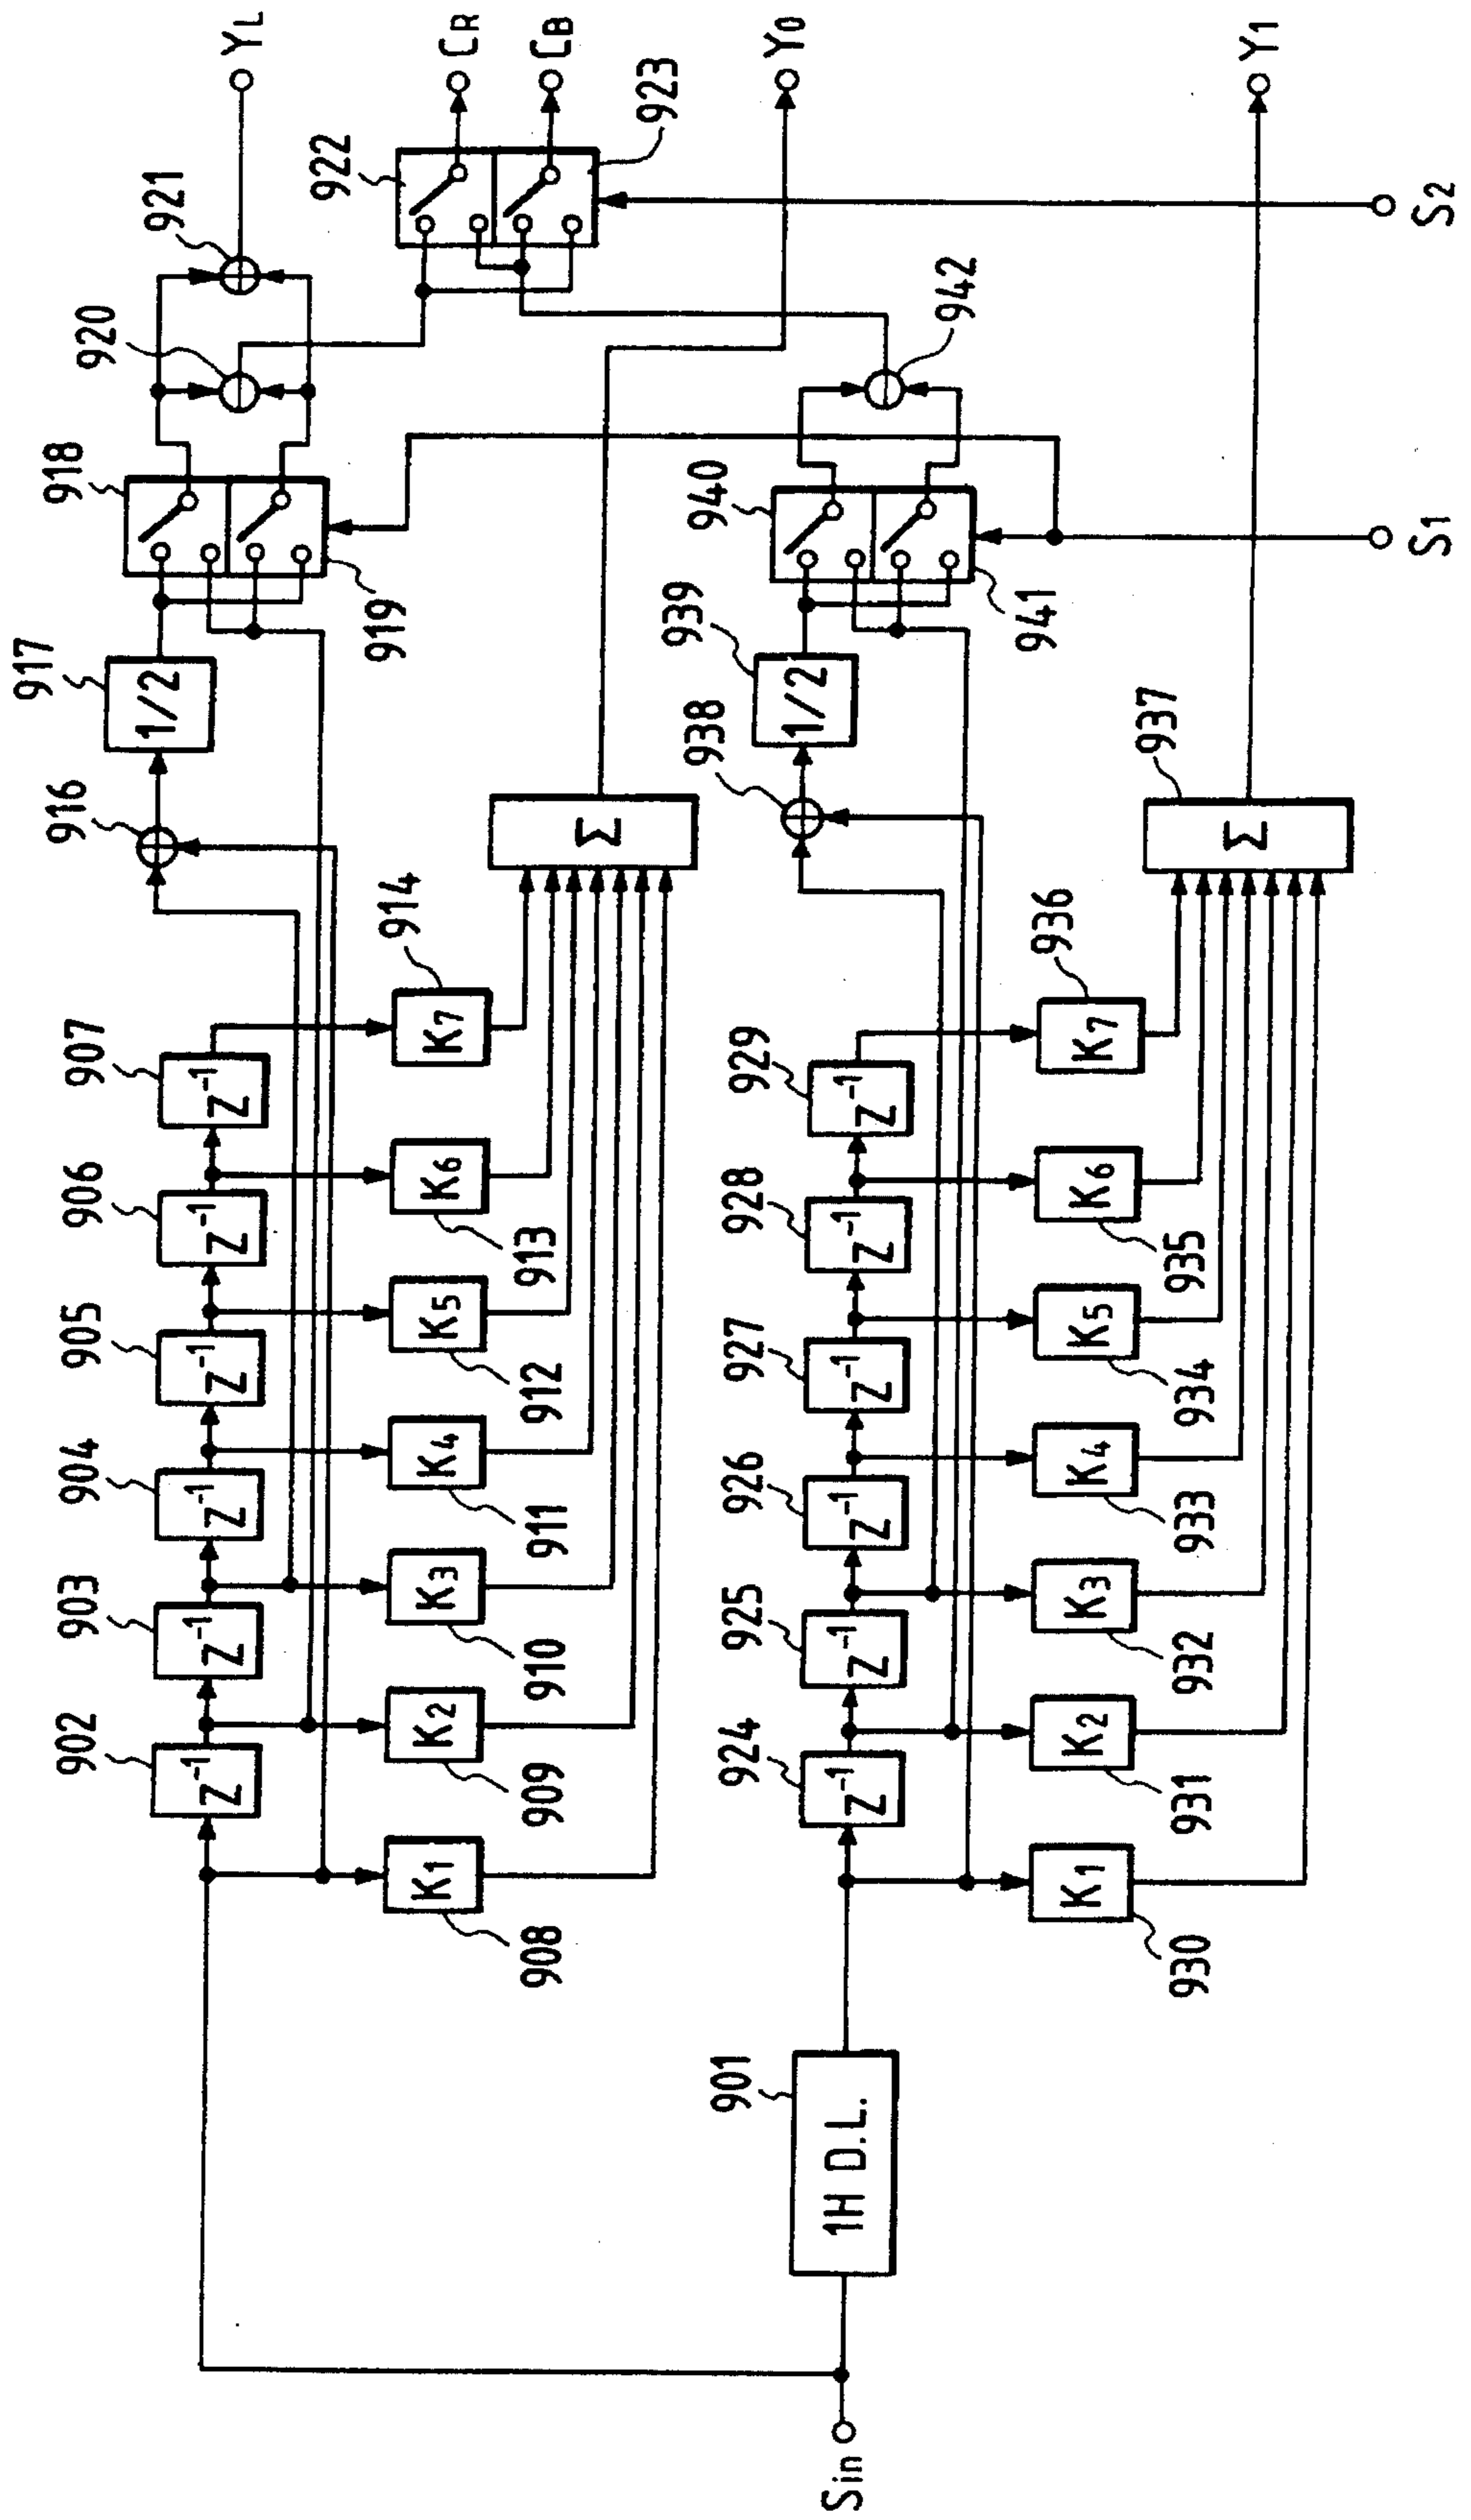 YL
CR
CB
Y0
Y1
920
921
922
923
942
S2
918
940
917
1/2
919
939
1/2
941
S1
916
938
937
Σ
Σ
914
936
907
Z-1
K7
929
Z-1
K7
906
Z-1
K6
913
928
Z-1
K6
935
905
Z-1
K5
912
927
Z-1
K5
934
904
Z-1
K4
911
926
Z-1
K4
933
903
Z-1
K3
910
925
Z-1
K3
932
902
Z-1
K2
909
924
Z-1
K2
931
K1
908
K1
930
901
1H D.L.
Sin